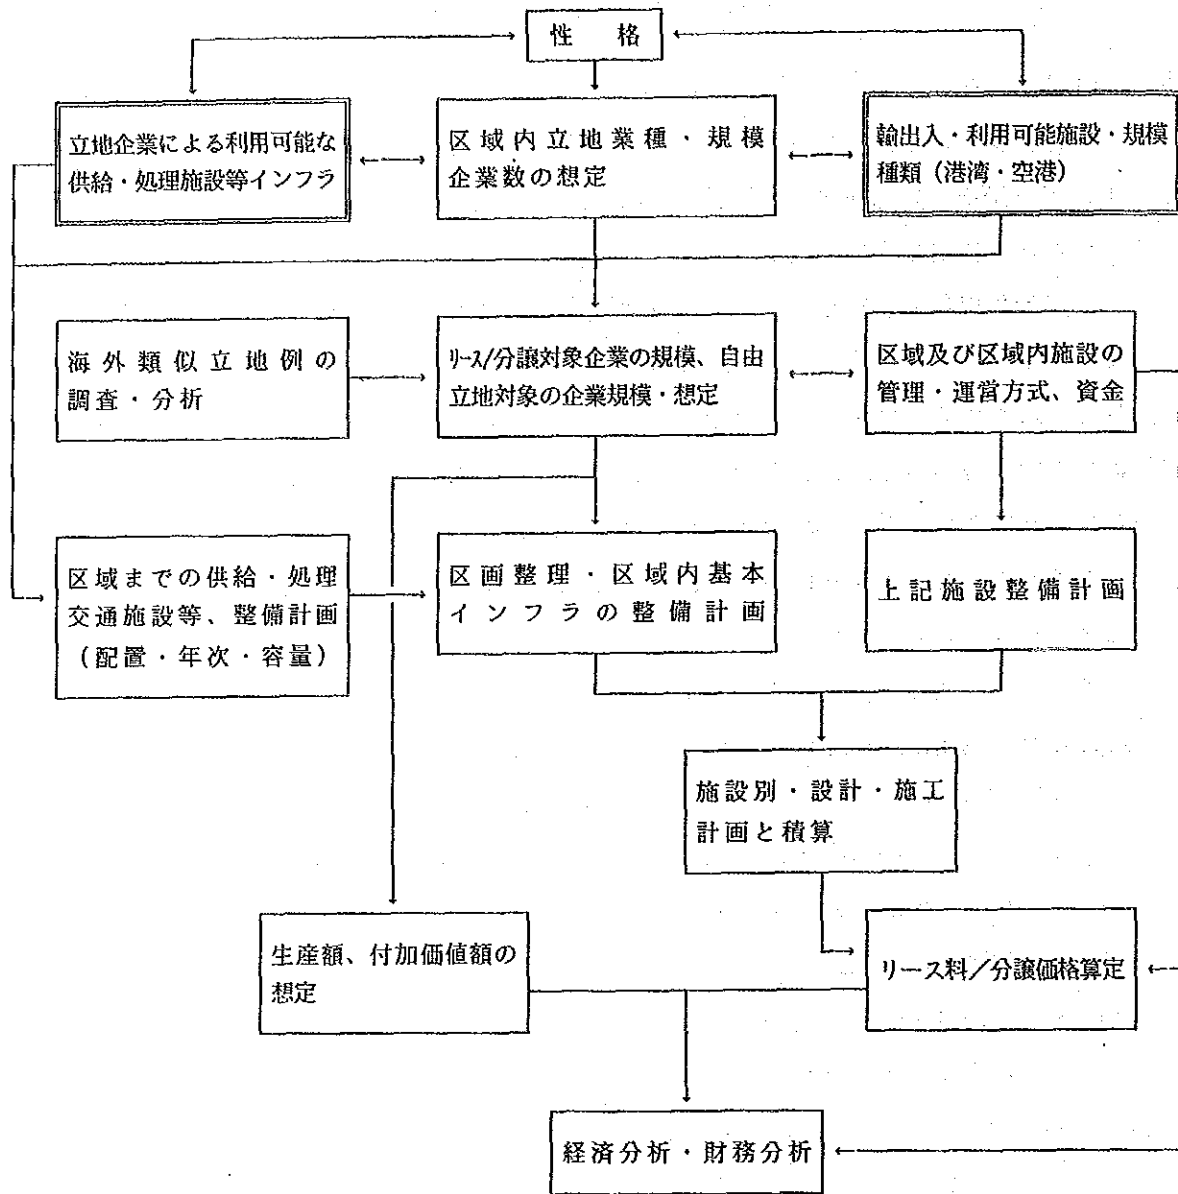 性 格
立地企業による利用可能な
供給・処理施設等インフラ
区域内立地業種・規模
企業数の想定
輸出入・利用可能施設・規模
種類（港湾・空港）
海外類似立地例の
調査・分析
リース/分譲対象企業の規模、自由
立地対象の企業規模・想定
区域及び区域内施設の
管理・運営方式、資金
区域までの供給・処理
交通施設等、整備計画
（配置・年次・容量）
区画整理・区域内基本
インフラの整備計画
上記施設整備計画
施設別・設計・施工
計画と積算
生産額、付加価値額の
想定
リース料／分譲価格算定
経済分析・財務分析